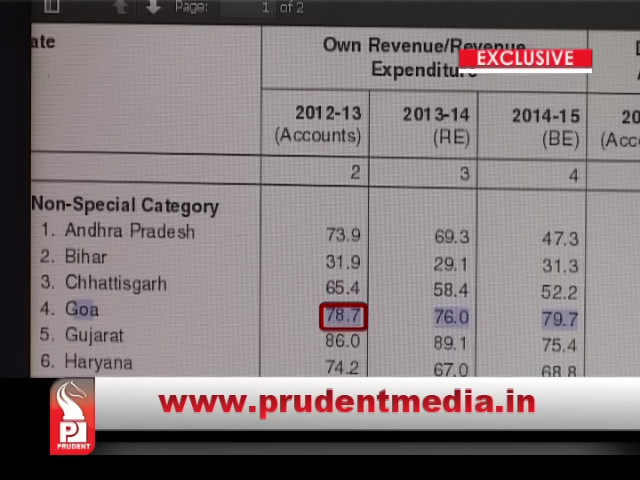 Page: 1 of 2
EXCLUSIVE
ate Own Revenue/Revenue
Expenditure
2012-13 2013-14 2014-15 20
(Accounts) (RE) (BE) (Acc
2 3 4
Non-Special Category
1. Andhra Pradesh 73.9 69.3 47.3
2. Bihar 31.9 29.1 31.3
3. Chhattisgarh 65.4 58.4 52.2
4. Goa 78.7 76.0 79.7
5. Gujarat 86.0 89.1 75.4
6. Haryana 74.2 67.0 68.8
www.prudentmedia.in
PRUDENT